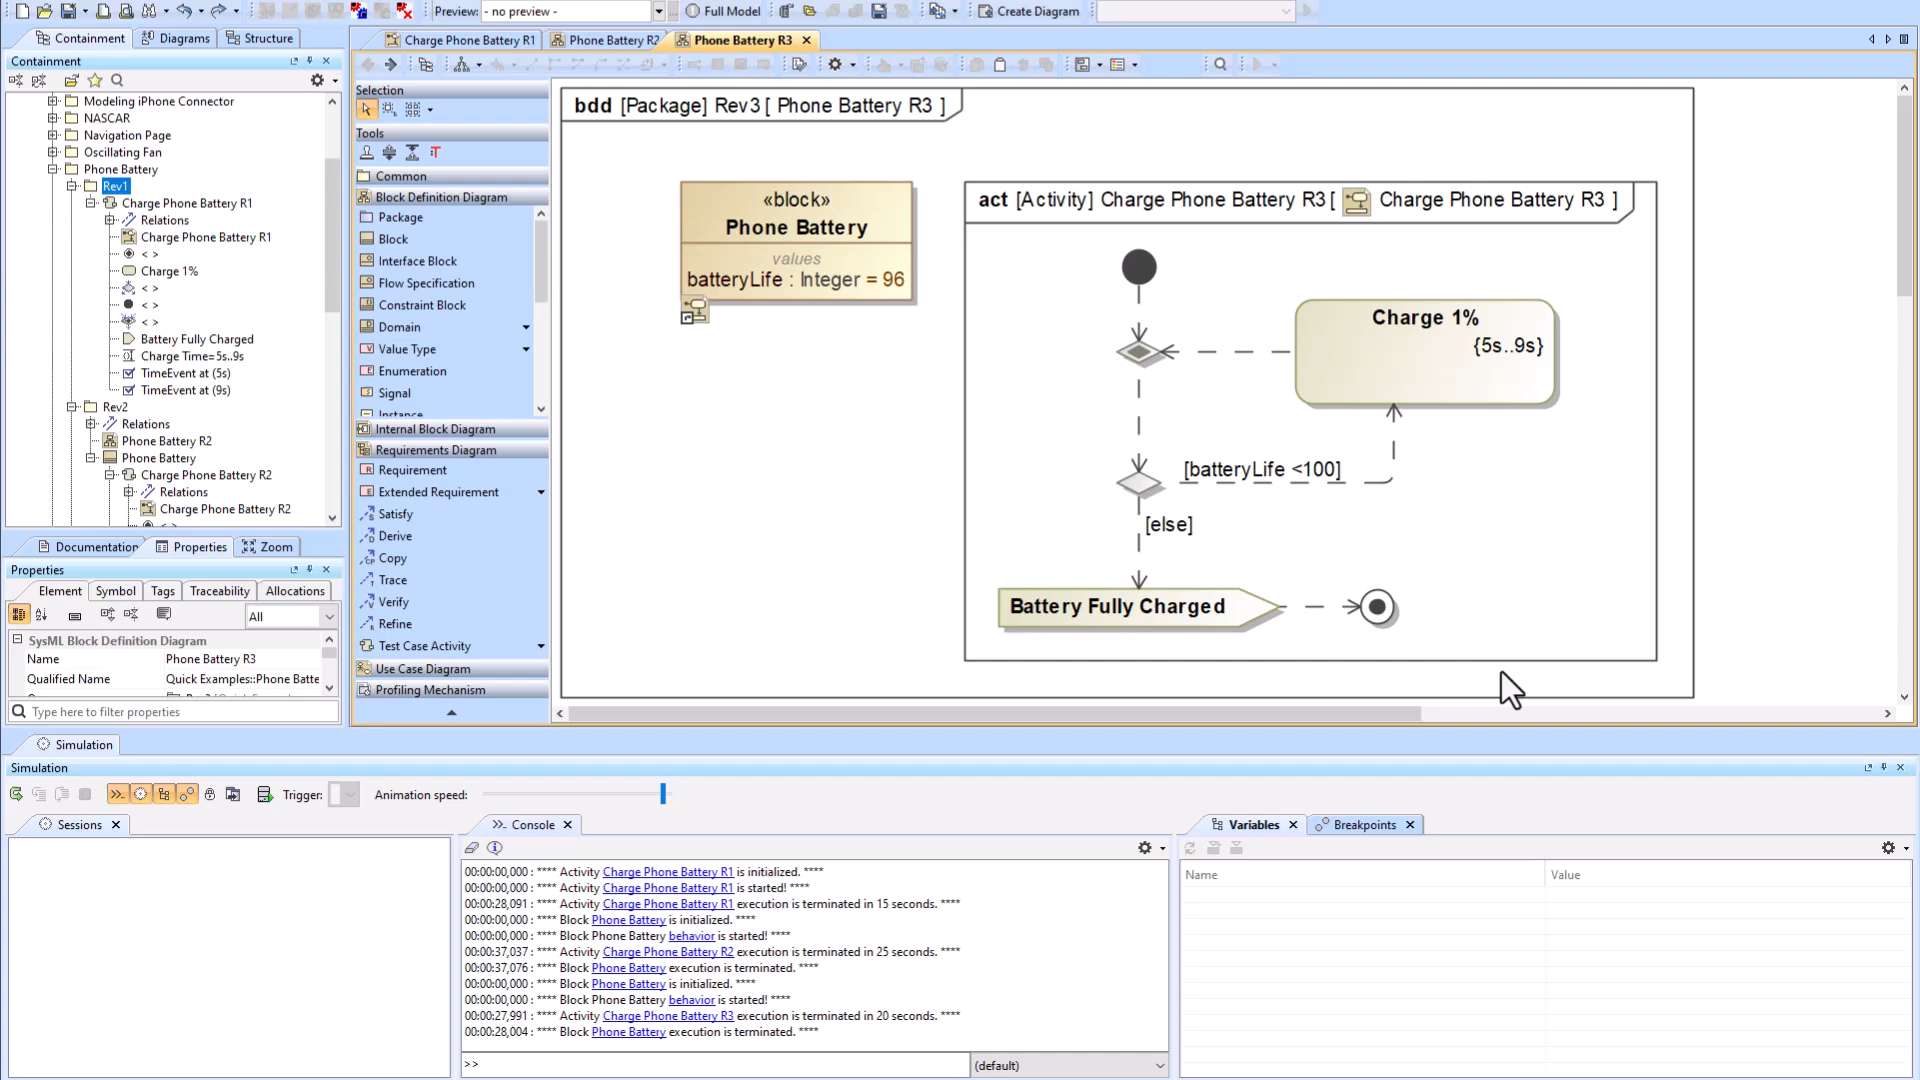 Preview: - no preview -
Full Model
Create Diagram
Containment
Diagrams
Structure
Charge Phone Battery R1
Phone Battery R2
Phone Battery R3
Containment
Modeling iPhone Connector
NASCAR
Navigation Page
Oscillating Fan
Phone Battery
Rev1
Charge Phone Battery R1
Relations
Charge Phone Battery R1
< >
Charge 1%
< >
< >
< >
Battery Fully Charged
Charge Time=5s..9s
TimeEvent at (5s)
TimeEvent at (9s)
Rev2
Relations
Phone Battery R2
Phone Battery
Charge Phone Battery R2
Relations
Charge Phone Battery R2
Documentation
Properties
Zoom
Properties
Element
Symbol
Tags
Traceability
Allocations
All
SysML Block Definition Diagram
Name
Phone Battery R3
Qualified Name
Quick Examples::Phone Batte
Type here to filter properties
Selection
Tools
Common
Block Definition Diagram
Package
Block
Interface Block
Flow Specification
Constraint Block
Domain
Value Type
Enumeration
Signal
Instance
Internal Block Diagram
Requirements Diagram
Requirement
Extended Requirement
Satisfy
Derive
Copy
Trace
Verify
Refine
Test Case Activity
Use Case Diagram
Profiling Mechanism
bdd [Package] Rev3 [ Phone Battery R3 ]
«block»
Phone Battery
values
batteryLife : Integer = 96
act [Activity] Charge Phone Battery R3 [ Charge Phone Battery R3 ]
Charge 1%
{5s..9s}
[batteryLife <100]
[else]
Battery Fully Charged
Simulation
Simulation
Trigger:
Animation speed:
Sessions
Console
Variables
Breakpoints
00:00:00,000 : **** Activity Charge Phone Battery R1 is initialized. ****
00:00:00,000 : **** Activity Charge Phone Battery R1 is started! ****
00:00:28,091 : **** Activity Charge Phone Battery R1 execution is terminated in 15 seconds. ****
00:00:00,000 : **** Block Phone Battery is initialized. ****
00:00:00,000 : **** Block Phone Battery behavior is started! ****
00:00:37,037 : **** Activity Charge Phone Battery R2 execution is terminated in 25 seconds. ****
00:00:37,076 : **** Block Phone Battery execution is terminated. ****
00:00:00,000 : **** Block Phone Battery is initialized. ****
00:00:00,000 : **** Block Phone Battery behavior is started! ****
00:00:27,991 : **** Activity Charge Phone Battery R3 execution is terminated in 20 seconds. ****
00:00:28,004 : **** Block Phone Battery execution is terminated. ****
>>
(default)
Name
Value